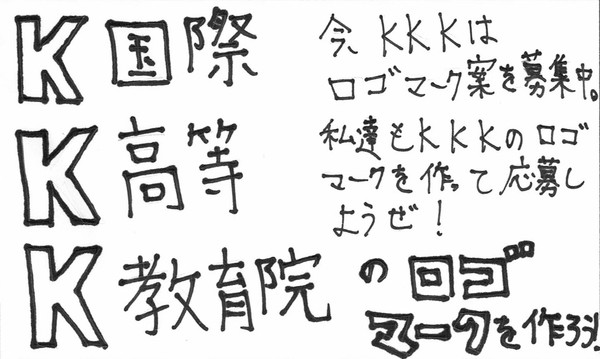 K 国際
K 高等
K 教育院 のロゴ
マークを作ろう!
今、KKKは
ロゴマーク案を募集中。
私達もKKKのロゴ
マークを作って応募し
ようぜ!